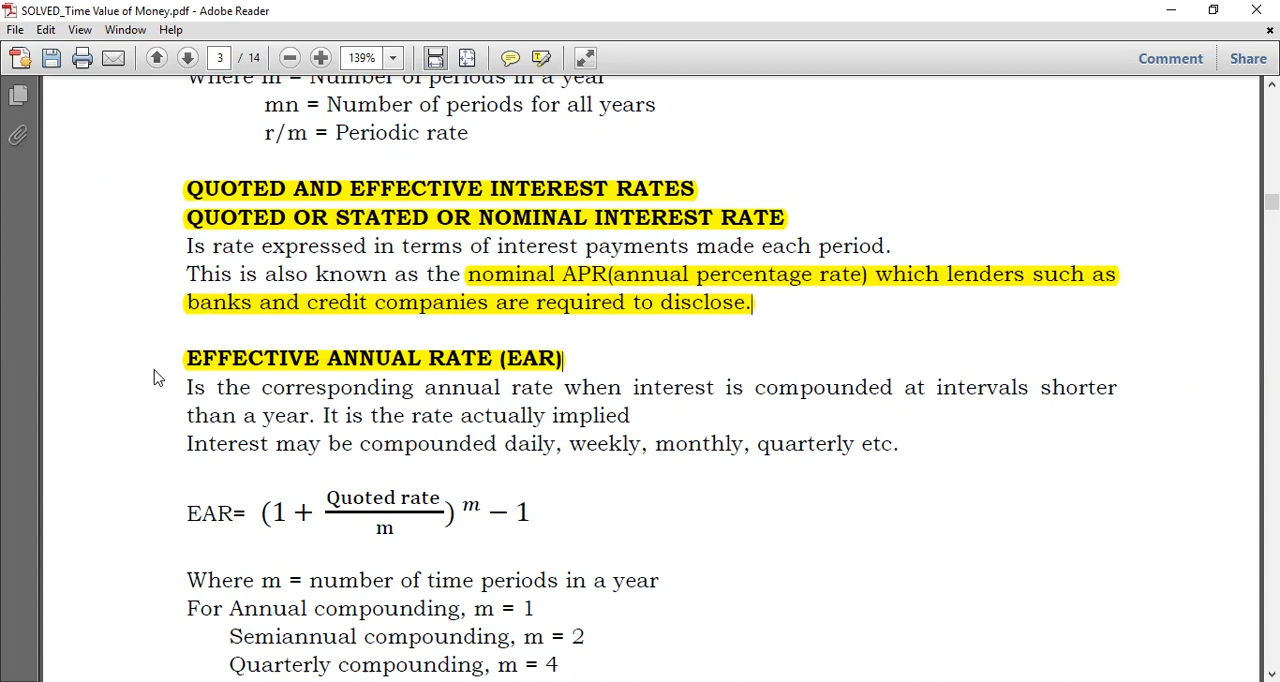 SOLVED_Time Value of Money.pdf - Adobe Reader
File Edit View Window Help
3 / 14 139% Comment Share
Where m = Number of periods in a year
mn = Number of periods for all years
r/m = Periodic rate
QUOTED AND EFFECTIVE INTEREST RATES
QUOTED OR STATED OR NOMINAL INTEREST RATE
Is rate expressed in terms of interest payments made each period.
This is also known as the nominal APR(annual percentage rate) which lenders such as
banks and credit companies are required to disclose.
EFFECTIVE ANNUAL RATE (EAR)
Is the corresponding annual rate when interest is compounded at intervals shorter
than a year. It is the rate actually implied
Interest may be compounded daily, weekly, monthly, quarterly etc.
EAR= (1 + Quoted rate / m) ^m − 1
Where m = number of time periods in a year
For Annual compounding, m = 1
Semiannual compounding, m = 2
Quarterly compounding, m = 4